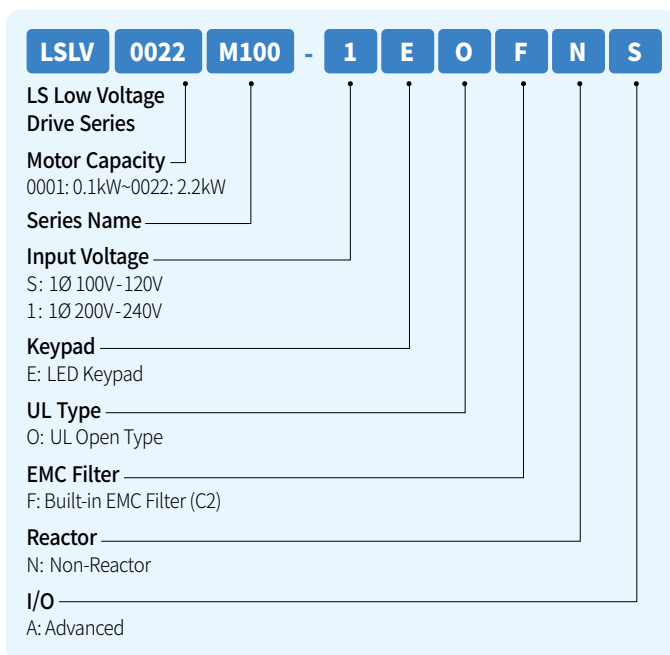 LSLV 0022 M100 - 1 E O F N S
LS Low Voltage
Drive Series
Motor Capacity
0001: 0.1kW~0022: 2.2kW
Series Name
Input Voltage
S: 1Ø 100V-120V
1: 1Ø 200V-240V
Keypad
E: LED Keypad
UL Type
O: UL Open Type
EMC Filter
F: Built-in EMC Filter (C2)
Reactor
N: Non-Reactor
I/O
A: Advanced